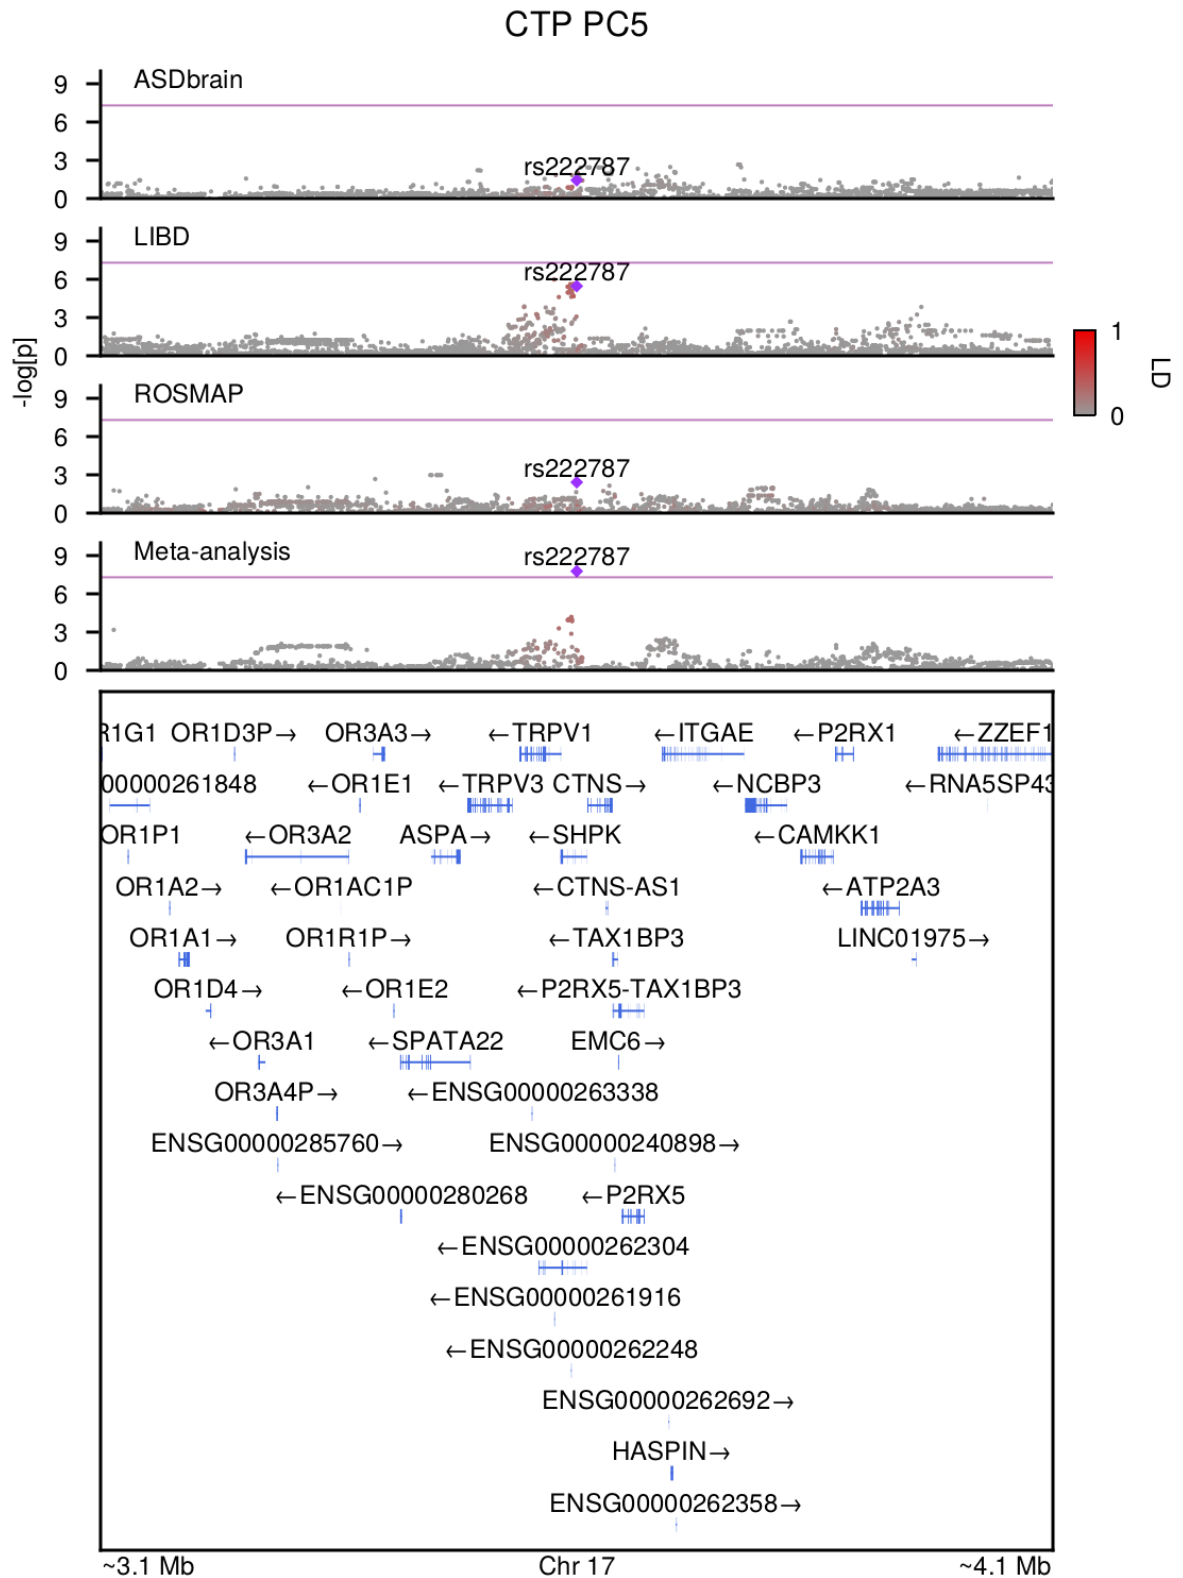 CTP PC5
9
ASDbrain
6
3
rs222787
0
9
LIBD
6
rs222787
3
0
9
ROSMAP
6
3
rs222787
0
9
Meta-analysis
rs222787
6
3
0
-log[p]
1
0
LD
R1G1 OR1D3P→ OR3A3→ ←TRPV1 ←ITGAE ←P2RX1 ←ZZEF1
00000261848 ←OR1E1 ←TRPV3 CTNS→ ←NCBP3 ←RNA5SP43
OR1P1 ←OR3A2 ASPA→ ←SHPK ←CAMKK1
OR1A2→ ←OR1AC1P ←CTNS-AS1 ←ATP2A3
OR1A1→ OR1R1P→ ←TAX1BP3 LINC01975→
OR1D4→ ←OR1E2 ←P2RX5-TAX1BP3
←OR3A1 ←SPATA22 EMC6→
OR3A4P→ ←ENSG00000263338
ENSG00000285760→ ENSG00000240898→
←ENSG00000280268 ←P2RX5
←ENSG00000262304
←ENSG00000261916
←ENSG00000262248
ENSG00000262692→
HASPIN→
ENSG00000262358→
~3.1 Mb Chr 17 ~4.1 Mb